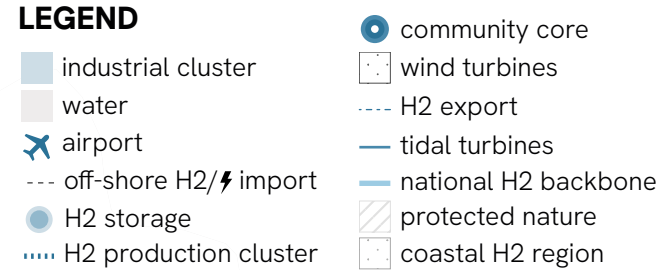 LEGEND
industrial cluster
water
airport
off-shore H2/⚡import
H2 storage
H2 production cluster
community core
wind turbines
H2 export
tidal turbines
national H2 backbone
protected nature
coastal H2 region